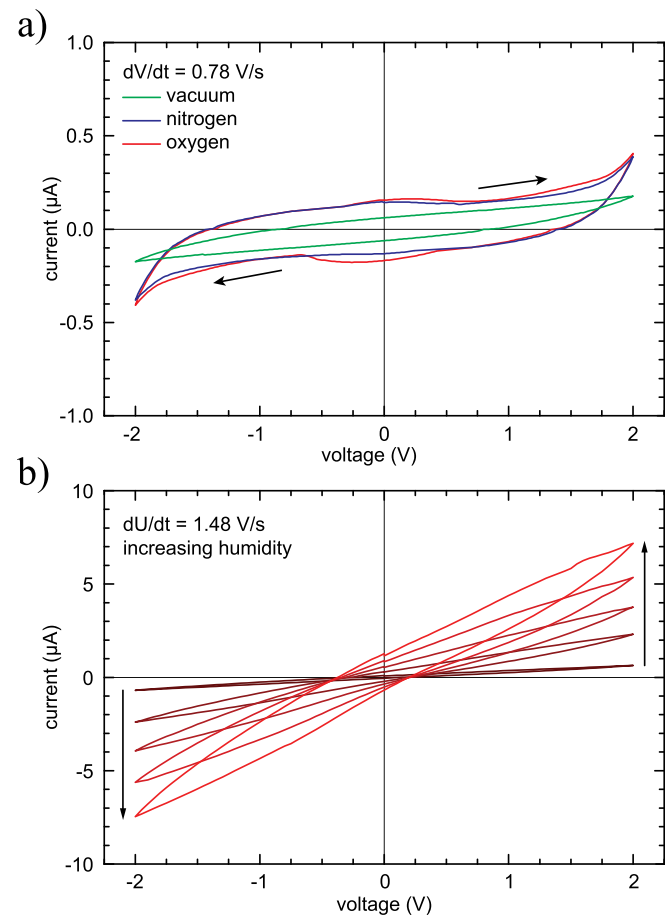 a)
dV/dt = 0.78 V/s
vacuum
nitrogen
oxygen
1.0
0.5
0.0
-0.5
-1.0
current (µA)
-2
-1
0
1
2
voltage (V)
b)
dU/dt = 1.48 V/s
increasing humidity
10
5
0
-5
-10
current (µA)
-2
-1
0
1
2
voltage (V)